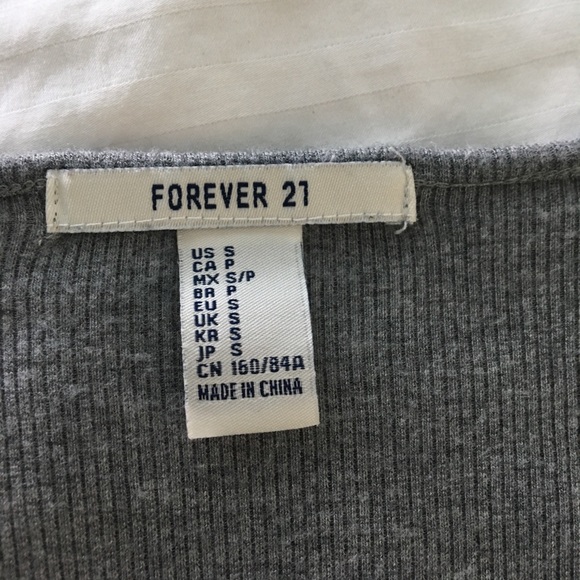 FOREVER 21
US S
CA P
MX S/P
BR P
EU S
UK S
KR S
JP S
CN 160/84A
MADE IN CHINA